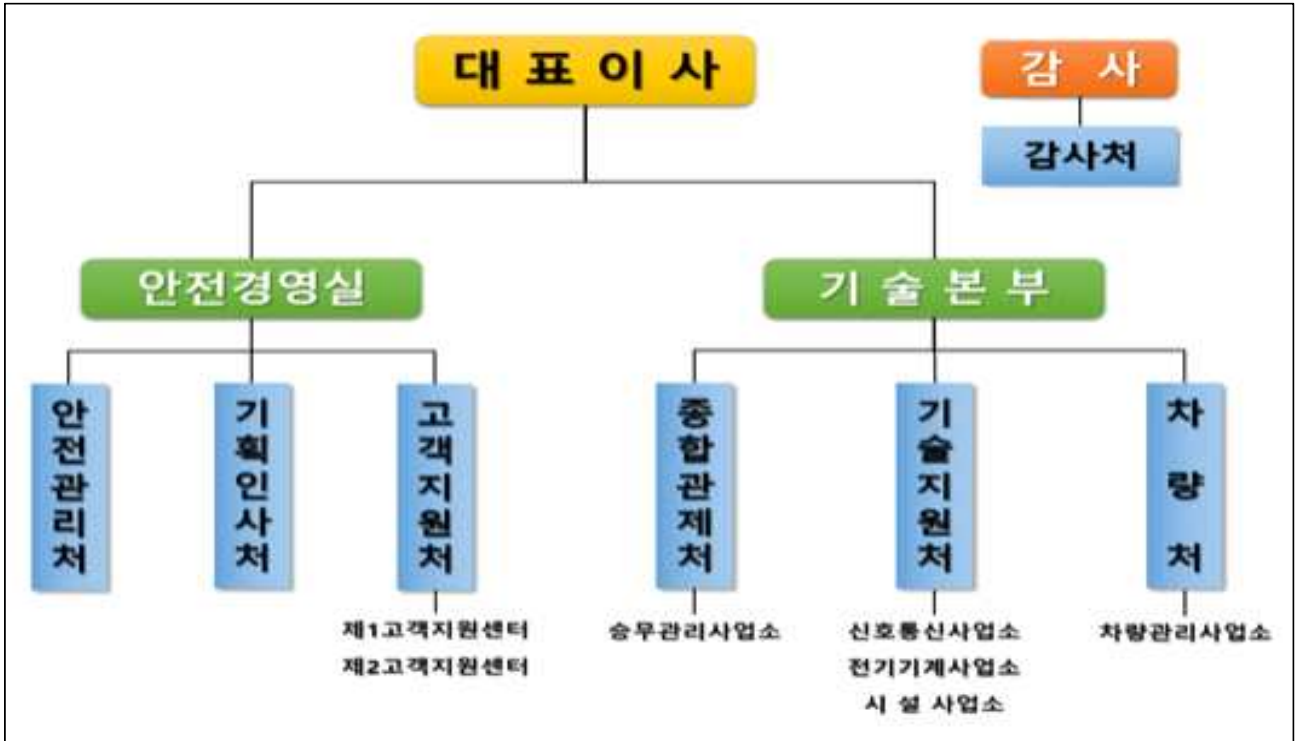 대 표 이 사
감 사
감사처
안전경영실
기 술 본 부
안전관리처
기획인사처
고객지원처
종합관제처
기술지원처
차 량 처
제1고객지원센터
제2고객지원센터
승무관리사업소
신호통신사업소
전기기계사업소
시 설 사업소
차량관리사업소